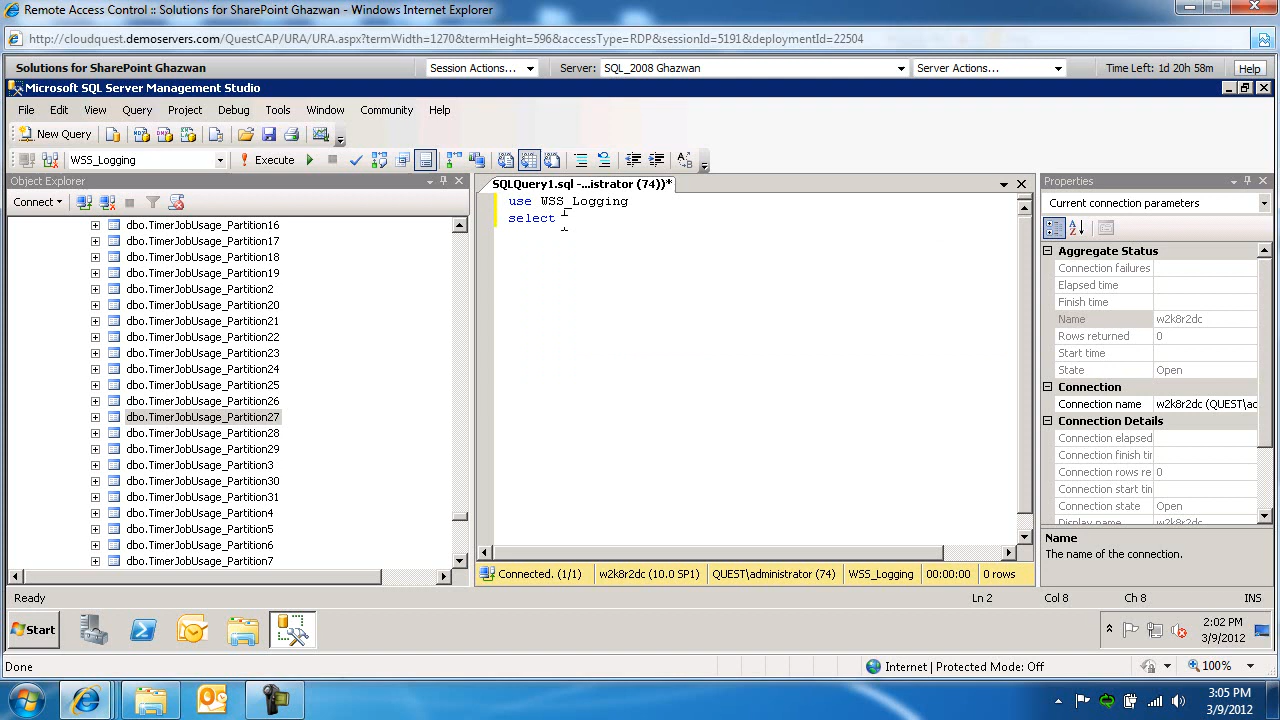 Remote Access Control :: Solutions for SharePoint Ghazwan - Windows Internet Explorer
http://cloudquest.demoservers.com/QuestCAP/URA/URA.aspx?termWidth=1270&termHeight=596&accessType=RDP&sessionId=5191&deploymentId=22504
Solutions for SharePoint Ghazwan Session Actions... Server: SQL_2008 Ghazwan Server Actions... Time Left: 1d 20h 58m Help
Microsoft SQL Server Management Studio
File Edit View Query Project Debug Tools Window Community Help
New Query
WSS_Logging Execute
Object Explorer
Connect
dbo.TimerJobUsage_Partition16
dbo.TimerJobUsage_Partition17
dbo.TimerJobUsage_Partition18
dbo.TimerJobUsage_Partition19
dbo.TimerJobUsage_Partition2
dbo.TimerJobUsage_Partition20
dbo.TimerJobUsage_Partition21
dbo.TimerJobUsage_Partition22
dbo.TimerJobUsage_Partition23
dbo.TimerJobUsage_Partition24
dbo.TimerJobUsage_Partition25
dbo.TimerJobUsage_Partition26
dbo.TimerJobUsage_Partition27
dbo.TimerJobUsage_Partition28
dbo.TimerJobUsage_Partition29
dbo.TimerJobUsage_Partition3
dbo.TimerJobUsage_Partition30
dbo.TimerJobUsage_Partition31
dbo.TimerJobUsage_Partition4
dbo.TimerJobUsage_Partition5
dbo.TimerJobUsage_Partition6
dbo.TimerJobUsage_Partition7
SQLQuery1.sql -...istrator (74))*
use WSS_Logging
select
Connected. (1/1) w2k8r2dc (10.0 SP1) QUEST\administrator (74) WSS_Logging 00:00:00 0 rows
Properties
Current connection parameters
Aggregate Status
Connection failures
Elapsed time
Finish time
Name w2k8r2dc
Rows returned 0
Start time
State Open
Connection
Connection name w2k8r2dc (QUEST\ac
Connection Details
Connection elapsed
Connection finish tir
Connection rows re 0
Connection start tim
Connection state Open
Display name w2k8r2dc
Name
The name of the connection.
Ready Ln 2 Col 8 Ch 8 INS
Start 2:02 PM
3/9/2012
Done Internet | Protected Mode: Off 100%
3:05 PM
3/9/2012